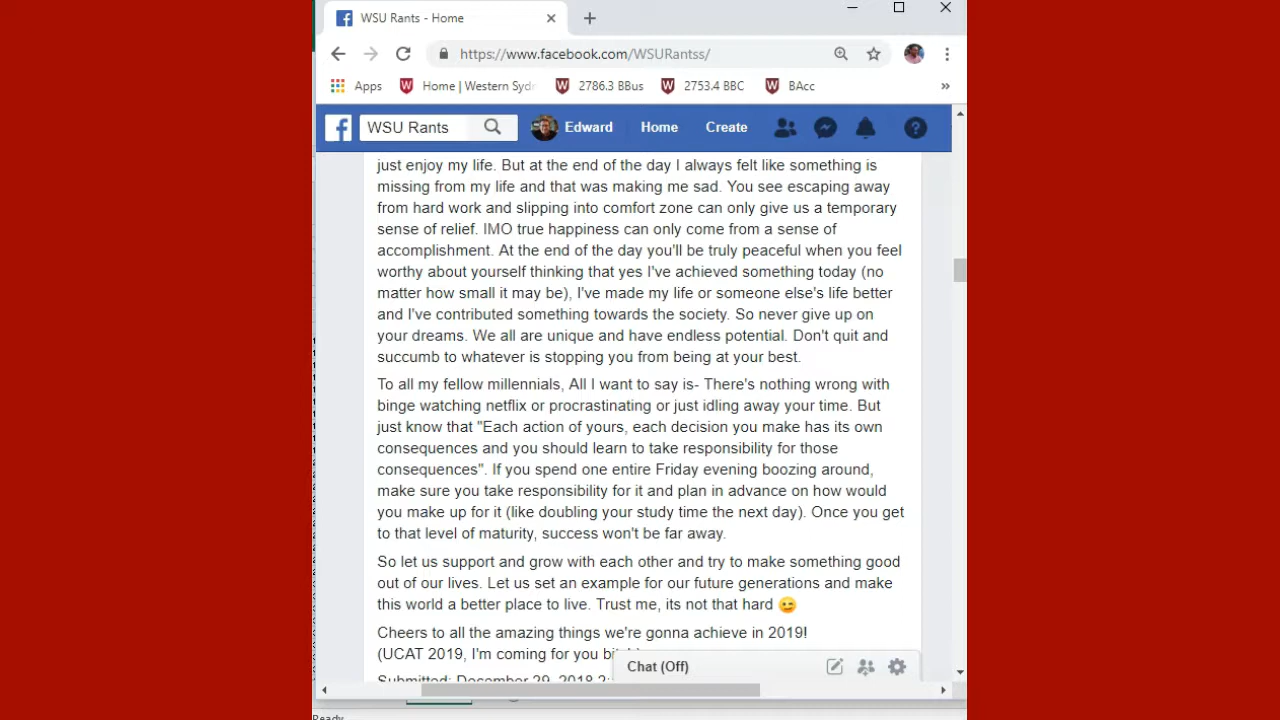 WSU Rants - Home
https://www.facebook.com/WSURantss/
Apps
Home | Western Sydn
2786.3 BBus
2753.4 BBC
BAcc
»
WSU Rants
Edward
Home
Create
just enjoy my life. But at the end of the day I always felt like something is
missing from my life and that was making me sad. You see escaping away
from hard work and slipping into comfort zone can only give us a temporary
sense of relief. IMO true happiness can only come from a sense of
accomplishment. At the end of the day you'll be truly peaceful when you feel
worthy about yourself thinking that yes I've achieved something today (no
matter how small it may be), I've made my life or someone else's life better
and I've contributed something towards the society. So never give up on
your dreams. We all are unique and have endless potential. Don't quit and
succumb to whatever is stopping you from being at your best.
To all my fellow millennials, All I want to say is- There's nothing wrong with
binge watching netflix or procrastinating or just idling away your time. But
just know that "Each action of yours, each decision you make has its own
consequences and you should learn to take responsibility for those
consequences". If you spend one entire Friday evening boozing around,
make sure you take responsibility for it and plan in advance on how would
you make up for it (like doubling your study time the next day). Once you get
to that level of maturity, success won't be far away.
So let us support and grow with each other and try to make something good
out of our lives. Let us set an example for our future generations and make
this world a better place to live. Trust me, its not that hard 😉
Cheers to all the amazing things we're gonna achieve in 2019!
(UCAT 2019, I'm coming for you
Chat (Off)
Submitted: December 29, 2018 2:
Ready